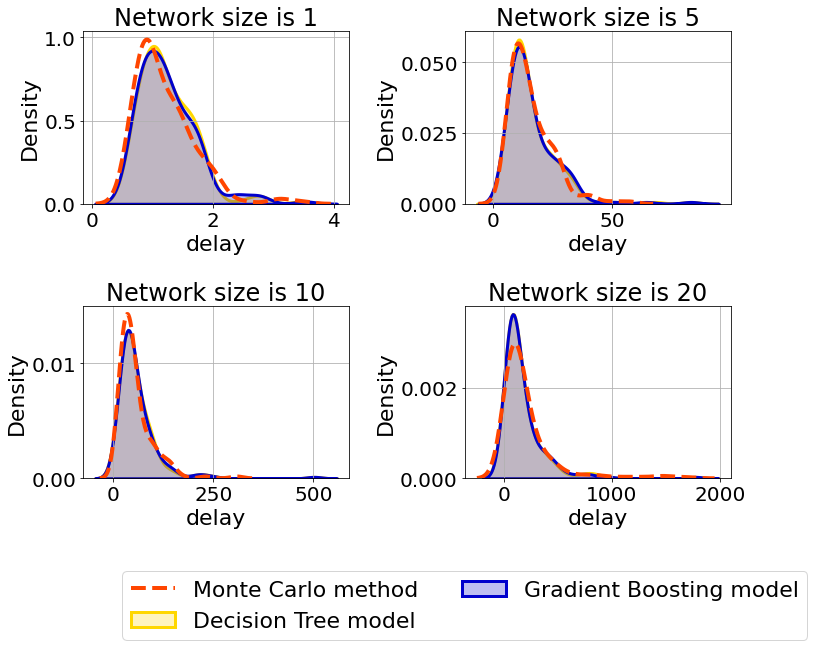 Network size is 1
Density
1.0
0.5
0.0
0
2
4
delay
Network size is 5
Density
0.050
0.025
0.000
0
50
delay
Network size is 10
Density
0.01
0.00
0
250
500
delay
Network size is 20
Density
0.002
0.000
0
1000
2000
delay
Monte Carlo method
Decision Tree model
Gradient Boosting model